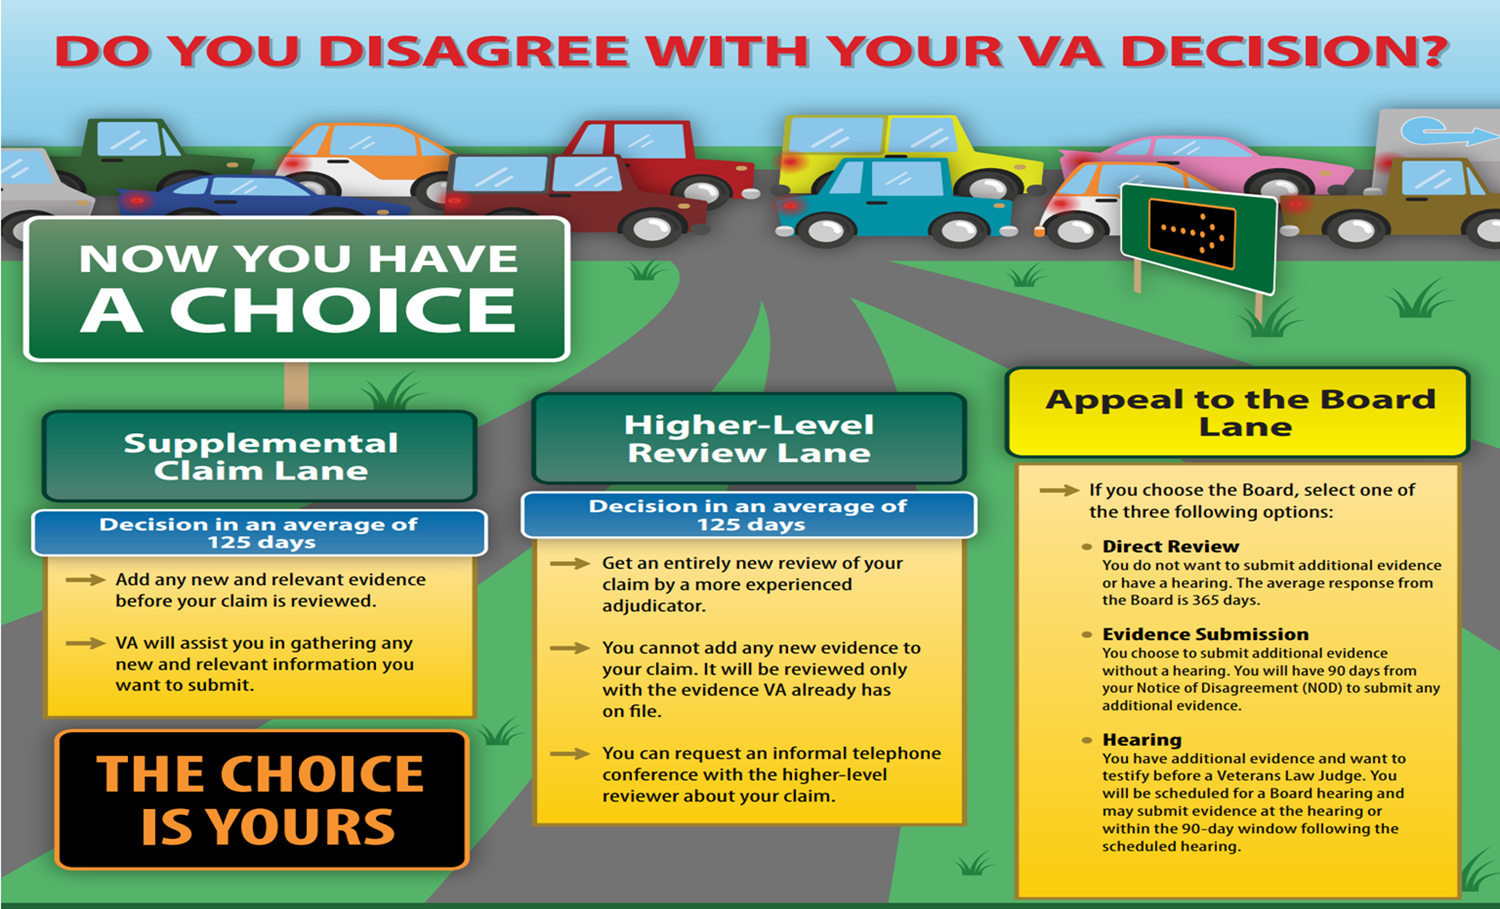 DO YOU DISAGREE WITH YOUR VA DECISION?
NOW YOU HAVE
A CHOICE
Supplemental
Claim Lane
Decision in an average of
125 days
Add any new and relevant evidence
before your claim is reviewed.
VA will assist you in gathering any
new and relevant information you
want to submit.
THE CHOICE
IS YOURS
Higher-Level
Review Lane
Decision in an average of
125 days
Get an entirely new review of your
claim by a more experienced
adjudicator.
You cannot add any new evidence to
your claim. It will be reviewed only
with the evidence VA already has
on file.
You can request an informal telephone
conference with the higher-level
reviewer about your claim.
Appeal to the Board
Lane
If you choose the Board, select one of
the three following options:
Direct Review
You do not want to submit additional evidence
or have a hearing. The average response from
the Board is 365 days.
Evidence Submission
You choose to submit additional evidence
without a hearing. You will have 90 days from
your Notice of Disagreement (NOD) to submit any
additional evidence.
Hearing
You have additional evidence and want to
testify before a Veterans Law Judge. You
will be scheduled for a Board hearing and
may submit evidence at the hearing or
within the 90-day window following the
scheduled hearing.